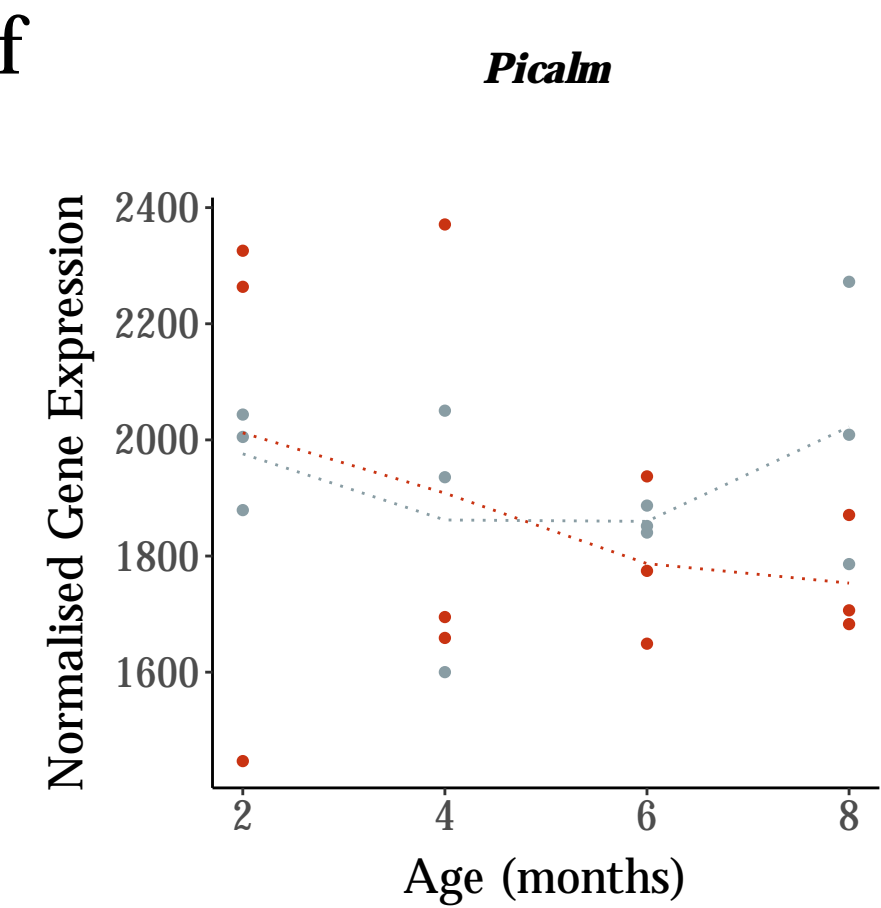 f
Picalm
Normalised Gene Expression
2400
2200
2000
1800
1600
2 4 6 8
Age (months)